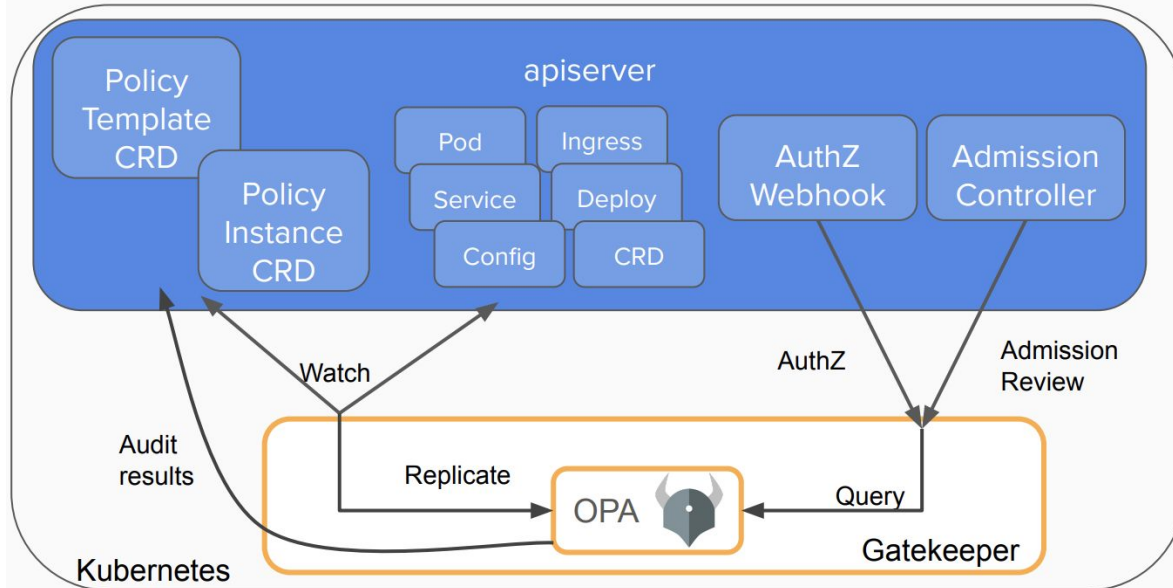 apiserver
Policy
Template
CRD
Policy
Instance
CRD
Pod
Ingress
Service
Deploy
Config
CRD
AuthZ
Webhook
Admission
Controller
Watch
AuthZ
Admission
Review
Audit
results
Replicate
OPA
Query
Gatekeeper
Kubernetes